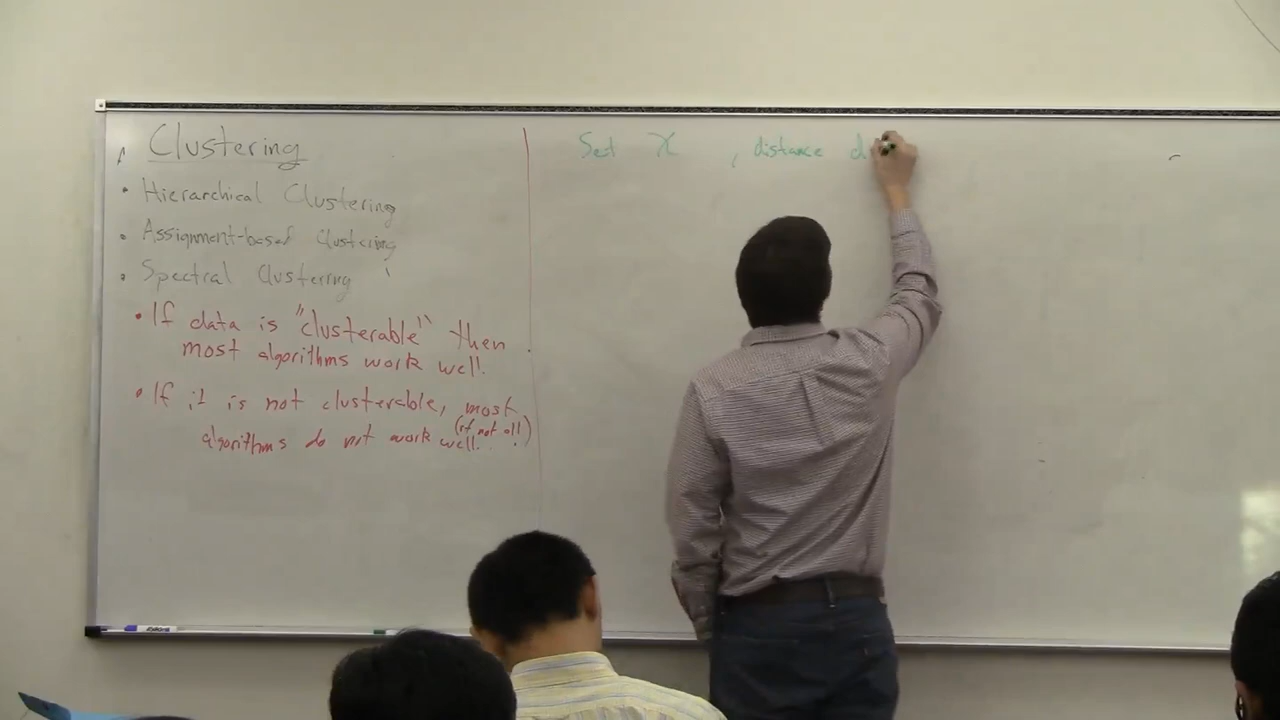 Clustering
• Hierarchical Clustering
• Assignment-based Clustering
• Spectral Clustering
• If data is "clusterable" then
most algorithms work well.
• If it is not clusterable, most
(if not all)
algorithms do not work well.
Set X , distance d